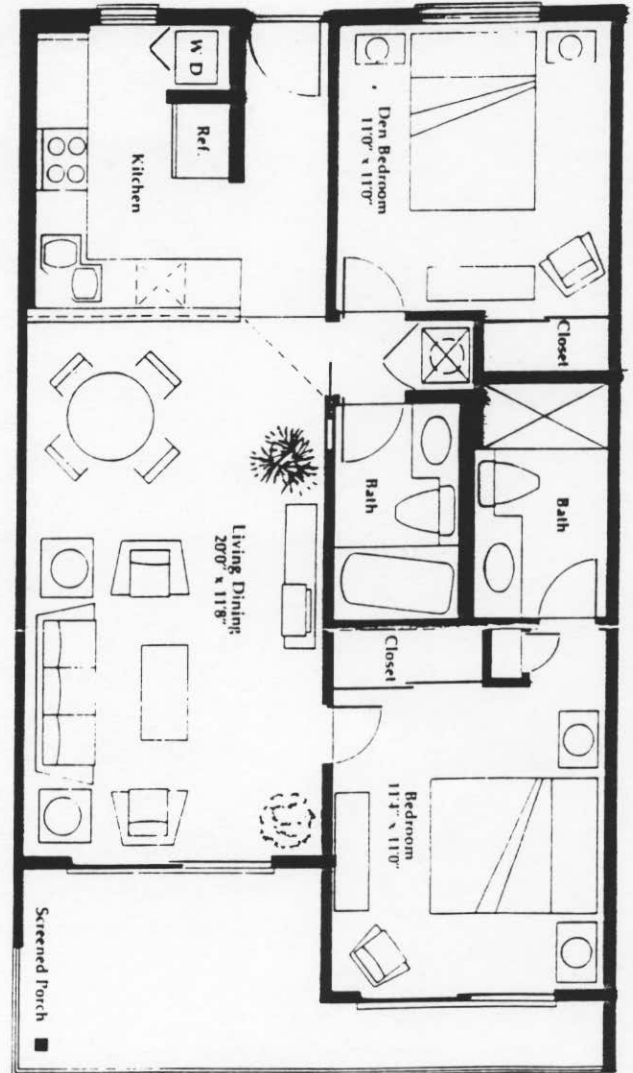 W D
Ref.
Kitchen
Den Bedroom
11'0" x 11'0"
Closet
Bath
Bath
Living Dining
20'0" x 11'8"
Closet
Bedroom
11'4" x 11'0"
Screened Porch